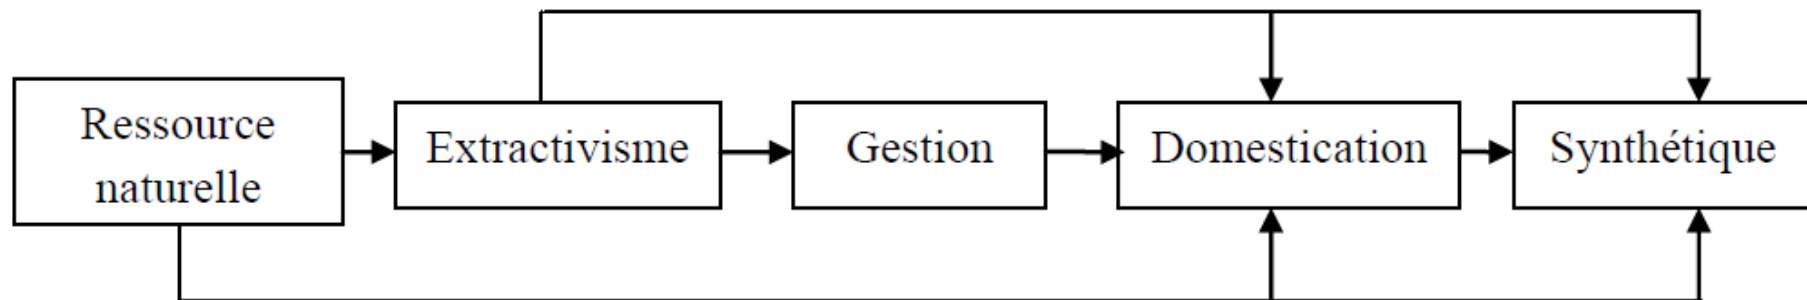 Ressource
naturelle
Extractivisme
Gestion
Domestication
Synthétique